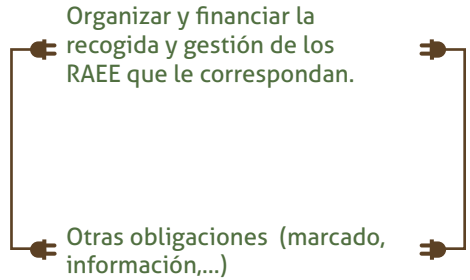 Organizar y financiar la
recogida y gestión de los
RAEE que le correspondan.
Otras obligaciones (marcado,
información,...)